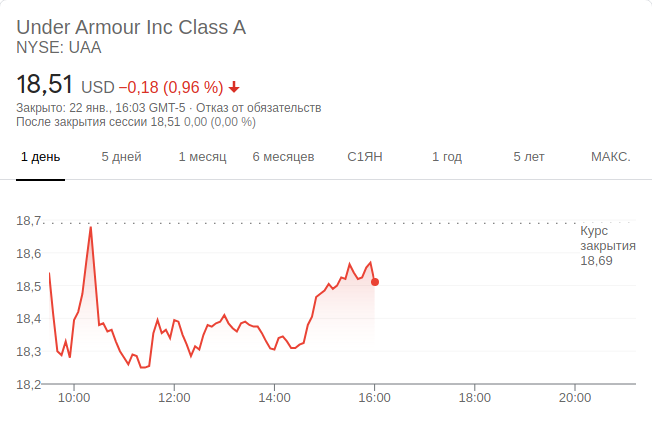 Under Armour Inc Class A
NYSE: UAA
18,51 USD −0,18 (0,96 %)
Закрыто: 22 янв., 16:03 GMT-5 · Отказ от обязательств
После закрытия сессии 18,51 0,00 (0,00 %)
1 день 5 дней 1 месяц 6 месяцев С1ЯН 1 год 5 лет МАКС.
18,7
Курс
закрытия
18,69
18,6
18,5
18,4
18,3
18,2
10:00 12:00 14:00 16:00 18:00 20:00